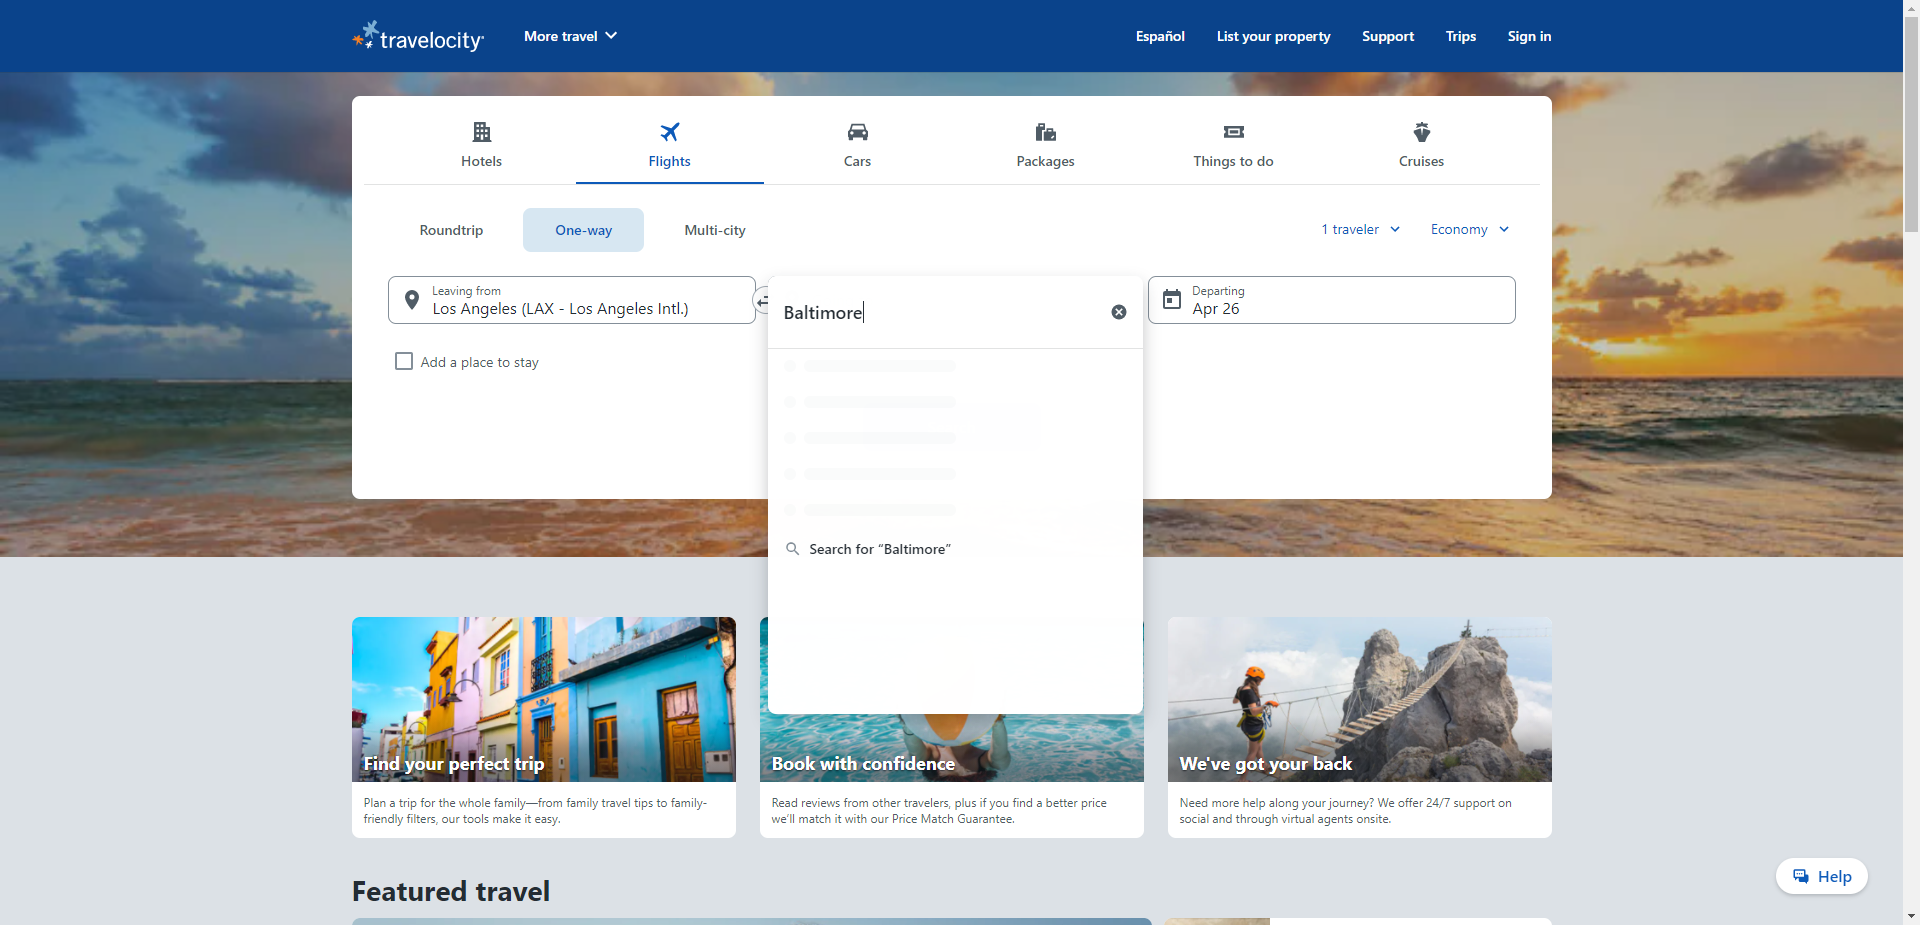 travelocity
More travel
Español
List your property
Support
Trips
Sign in
Hotels
Flights
Cars
Packages
Things to do
Cruises
Roundtrip
One-way
Multi-city
1 traveler
Economy
Leaving from
Los Angeles (LAX - Los Angeles Intl.)
Baltimore
Departing
Apr 26
Add a place to stay
Search for “Baltimore”
Find your perfect trip
Plan a trip for the whole family—from family travel tips to family-
friendly filters, our tools make it easy.
Book with confidence
Read reviews from other travelers, plus if you find a better price
we’ll match it with our Price Match Guarantee.
We've got your back
Need more help along your journey? We offer 24/7 support on
social and through virtual agents onsite.
Help
Featured travel